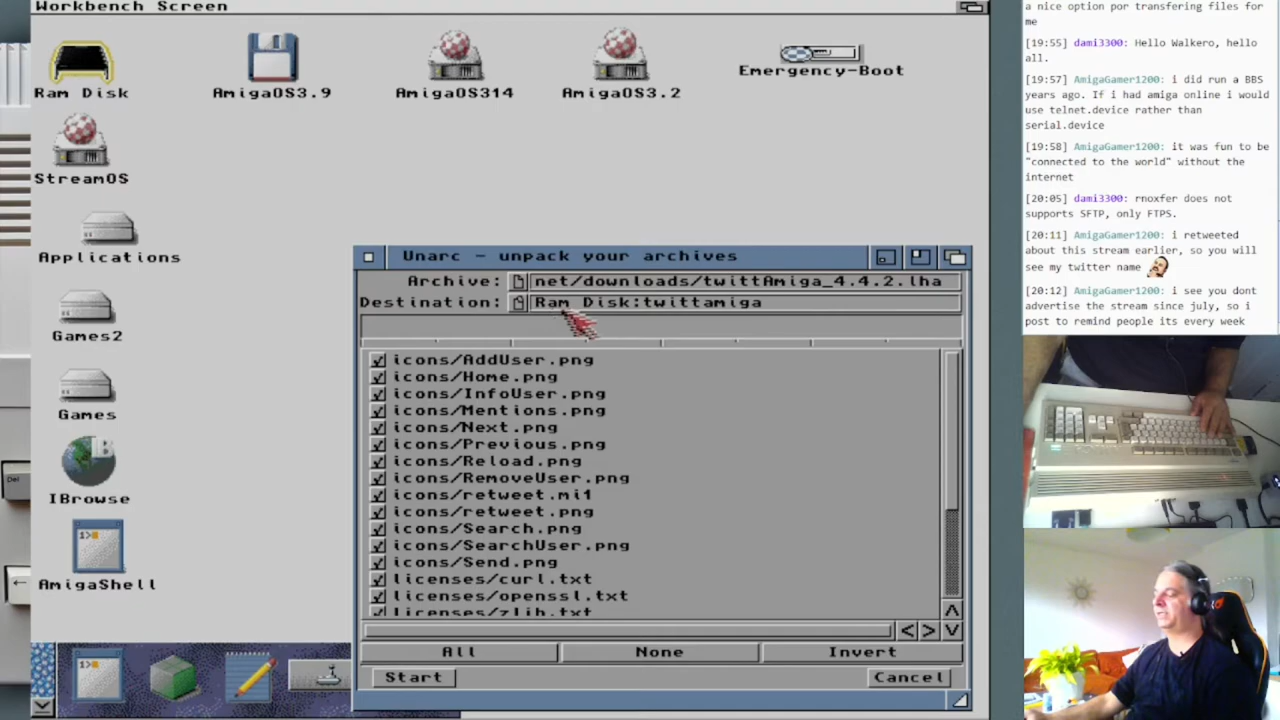 Workbench Screen
Ram Disk
AmigaOS3.9
AmigaOS314
AmigaOS3.2
Emergency-Boot
StreamOS
Applications
Games2
Games
IBrowse
1>
AmigaShell
1>
Del
Unarc - unpack your archives
Archive: net/downloads/twittAmiga_4.4.2.lha
Destination: Ram Disk:twittamiga
icons/AddUser.png
icons/Home.png
icons/InfoUser.png
icons/Mentions.png
icons/Next.png
icons/Previous.png
icons/Reload.png
icons/RemoveUser.png
icons/retweet.mi1
icons/retweet.png
icons/Search.png
icons/SearchUser.png
icons/Send.png
licenses/curl.txt
licenses/openssl.txt
licenses/zlib.txt
All None Invert
Start Cancel
a nice option por transfering files for
me
[19:55] dami3300: Hello Walkero, hello
all.
[19:57] AmigaGamer1200: i did run a BBS
years ago. If i had amiga online i would
use telnet.device rather than
serial.device
[19:58] AmigaGamer1200: it was fun to be
"connected to the world" without the
internet
[20:05] dami3300: rnoxfer does not
supports SFTP, only FTPS.
[20:11] AmigaGamer1200: i retweeted
about this stream earlier, so you will
see my twitter name
[20:12] AmigaGamer1200: i see you dont
advertise the stream since july, so i
post to remind people its every week